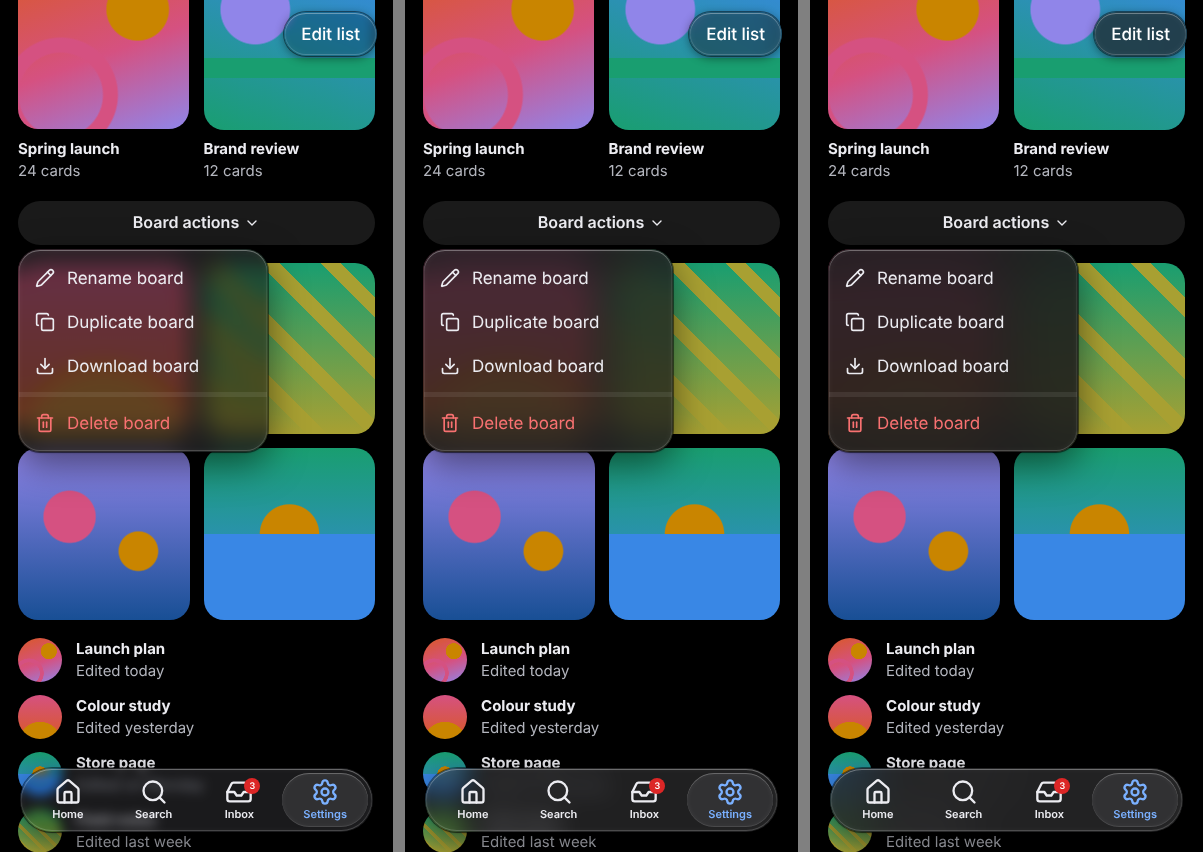 Edit list
Spring launch
Brand review
24 cards
12 cards
Board actions
Rename board
Duplicate board
Download board
Delete board
Launch plan
Edited today
Colour study
Edited yesterday
Store page
Home
Search
Inbox
3
Settings
Edited last week
Edit list
Spring launch
Brand review
24 cards
12 cards
Board actions
Rename board
Duplicate board
Download board
Delete board
Launch plan
Edited today
Colour study
Edited yesterday
Store page
Home
Search
Inbox
3
Settings
Edited last week
Edit list
Spring launch
Brand review
24 cards
12 cards
Board actions
Rename board
Duplicate board
Download board
Delete board
Launch plan
Edited today
Colour study
Edited yesterday
Store page
Home
Search
Inbox
3
Settings
Edited last week